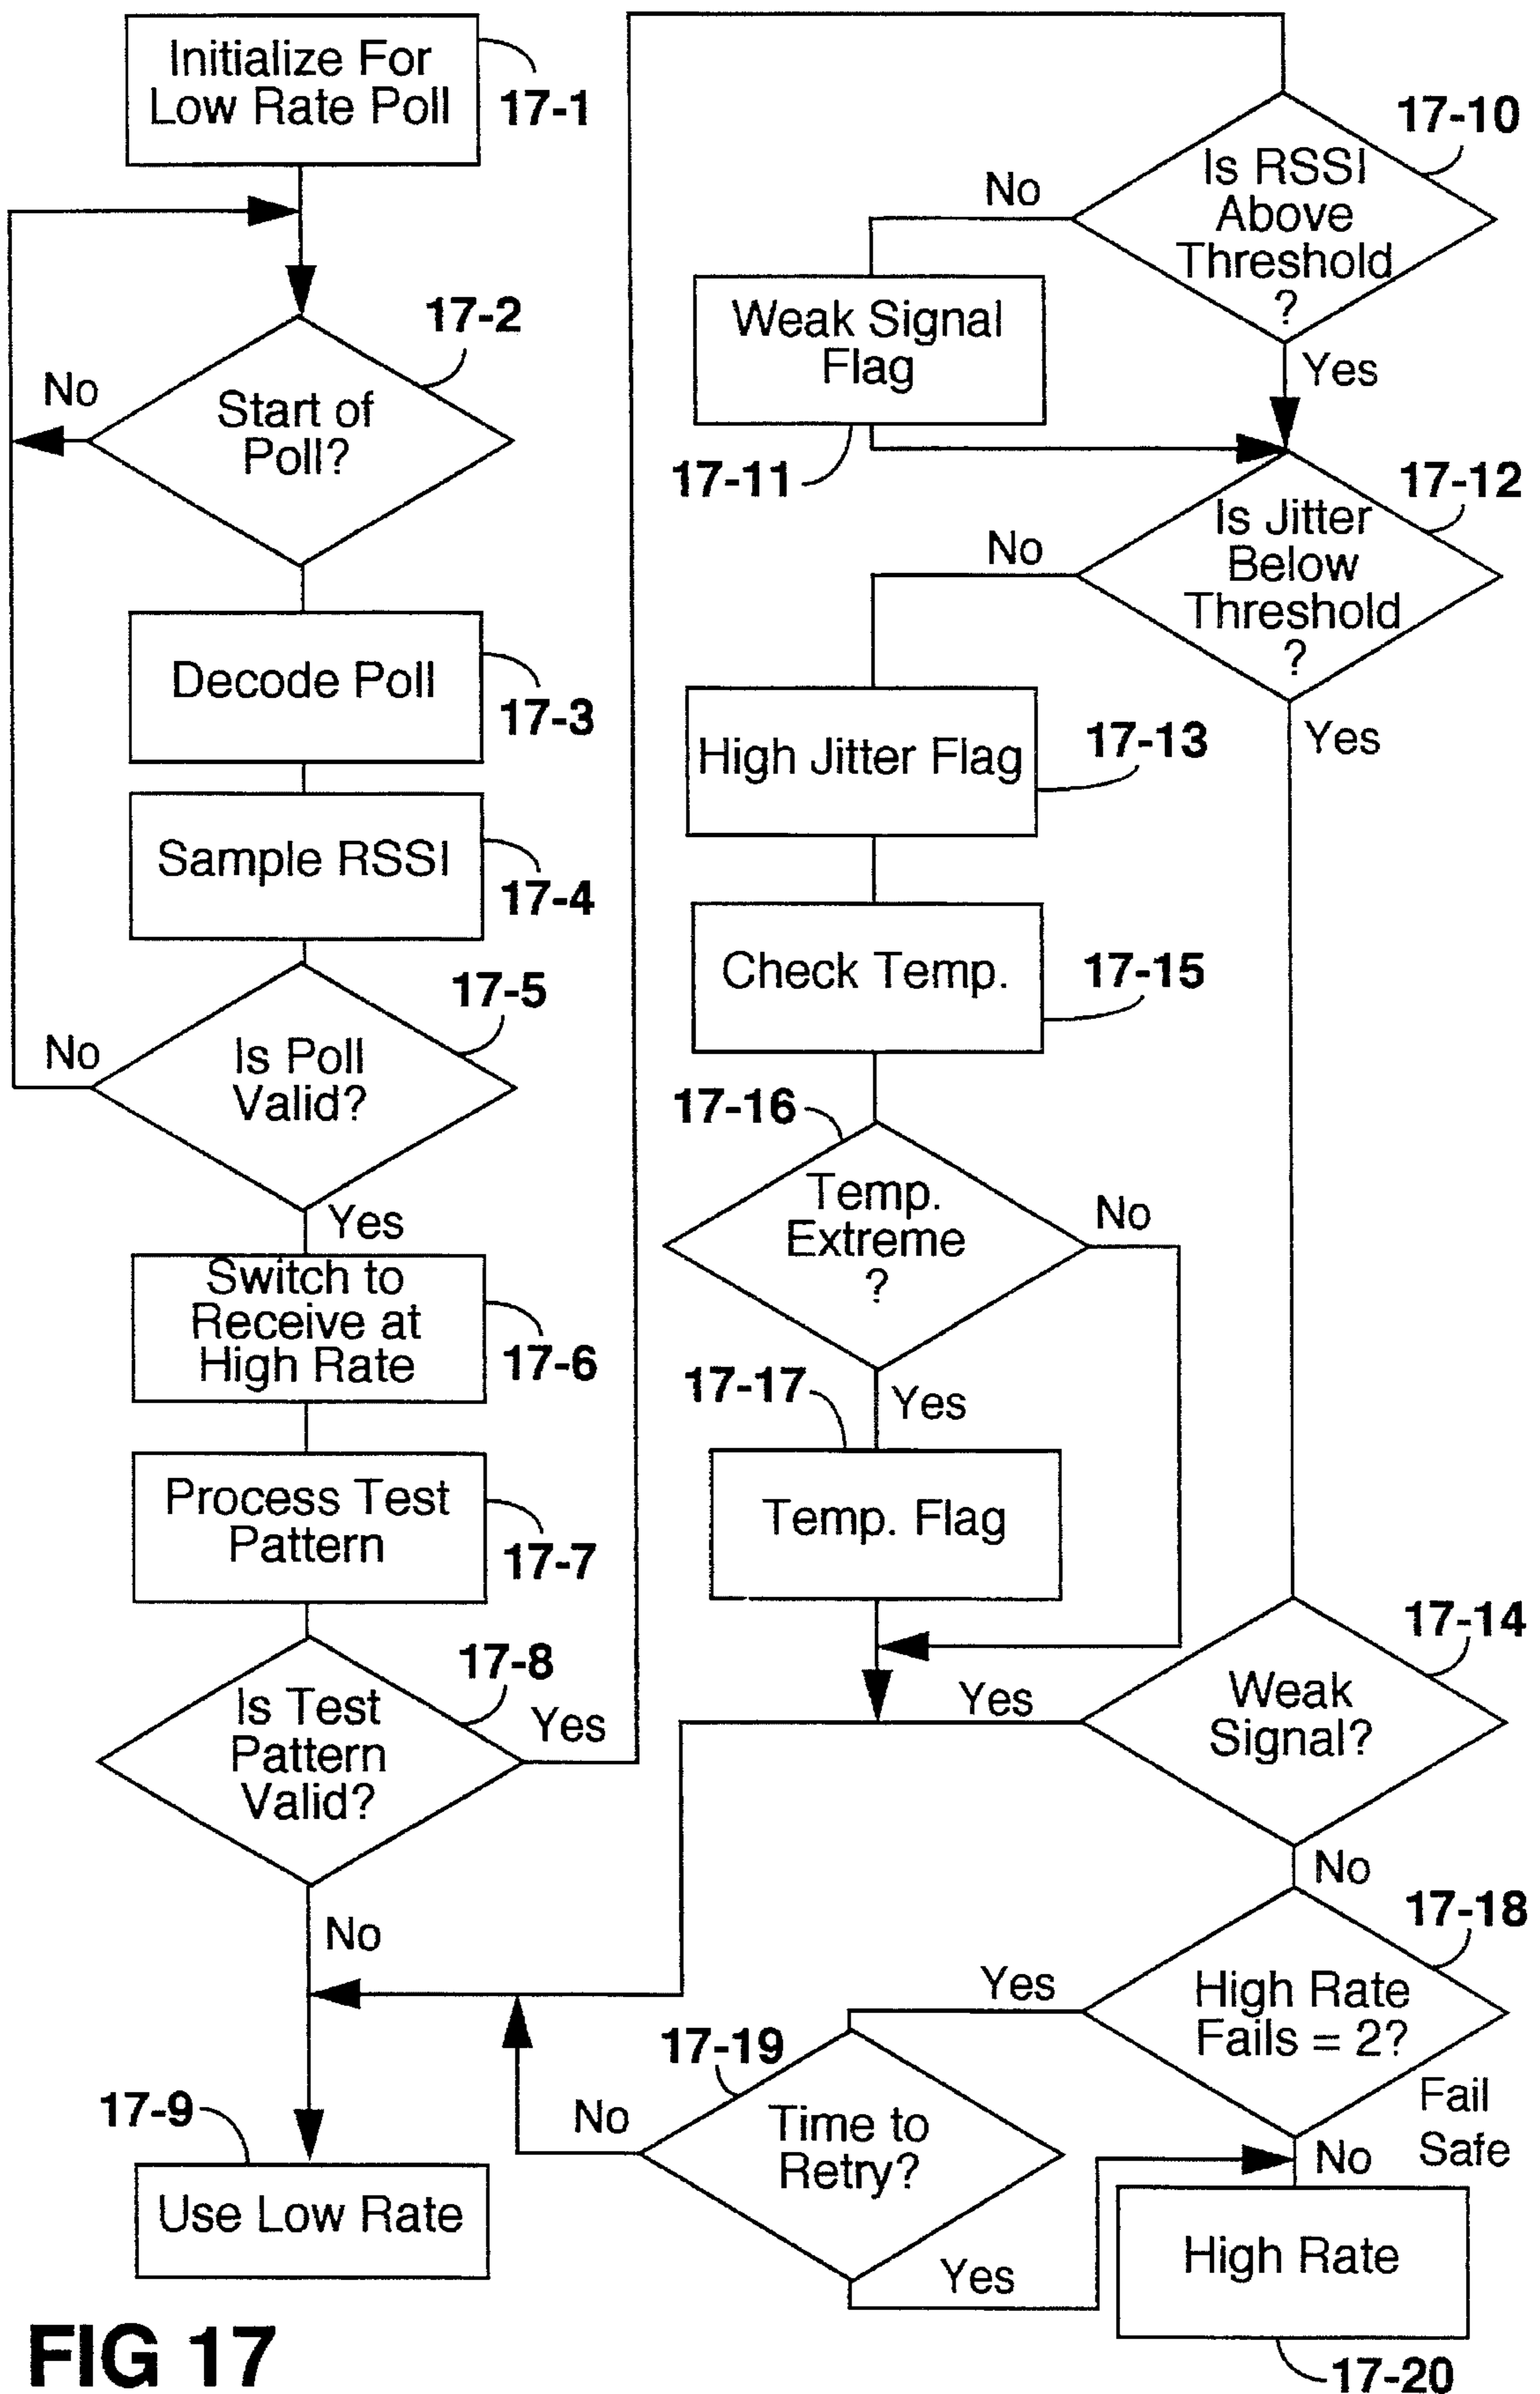 Initialize For
Low Rate Poll
17-1
17-2
No
Start of
Poll?
Decode Poll
17-3
Sample RSSI
17-4
17-5
No
Is Poll
Valid?
Yes
Switch to
Receive at
High Rate
17-6
Process Test
Pattern
17-7
17-8
Is Test
Pattern
Valid?
Yes
No
17-9
Use Low Rate
17-10
Is RSSI
Above
Threshold
?
No
Yes
Weak Signal
Flag
17-11
17-12
Is Jitter
Below
Threshold
?
No
Yes
High Jitter Flag
17-13
Check Temp.
17-15
17-16
Temp.
Extreme
?
No
Yes
17-17
Temp. Flag
17-14
Weak
Signal?
Yes
No
17-18
High Rate
Fails = 2?
Yes
Fail
Safe
No
17-19
Time to
Retry?
No
Yes
High Rate
17-20
FIG 17